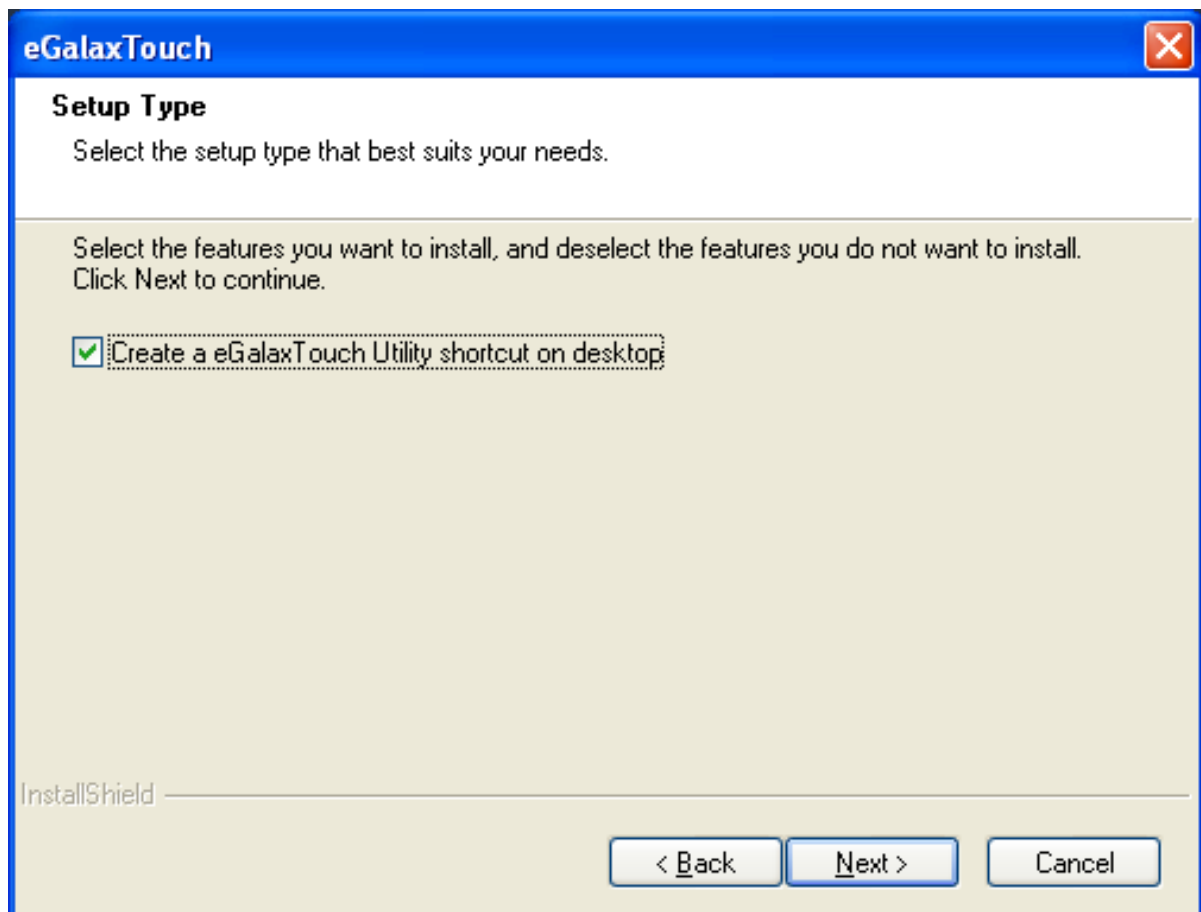 eGalaxTouch
Setup Type
Select the setup type that best suits your needs.
Select the features you want to install, and deselect the features you do not want to install.
Click Next to continue.
Create a eGalaxTouch Utility shortcut on desktop
InstallShield
< Back
Next >
Cancel